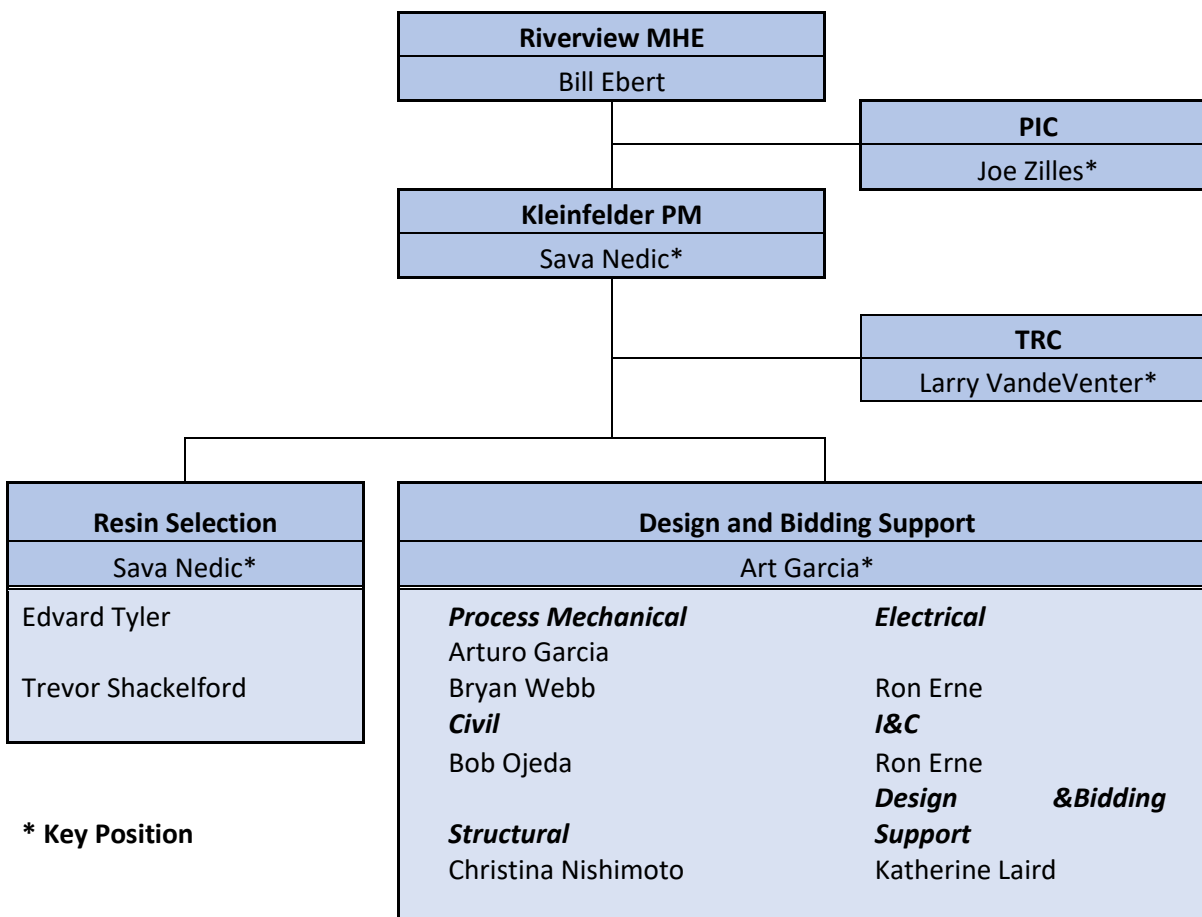 Riverview MHE
Bill Ebert
PIC
Joe Zilles*
Kleinfelder PM
Sava Nedic*
TRC
Larry VandeVenter*
Resin Selection
Sava Nedic*
Edvard Tyler
Trevor Shackelford
* Key Position
Design and Bidding Support
Art Garcia*
Process Mechanical
Arturo Garcia
Bryan Webb
Civil
Bob Ojeda
Structural
Christina Nishimoto
Electrical
Ron Erne
I&C
Ron Erne
Design &Bidding
Support
Katherine Laird